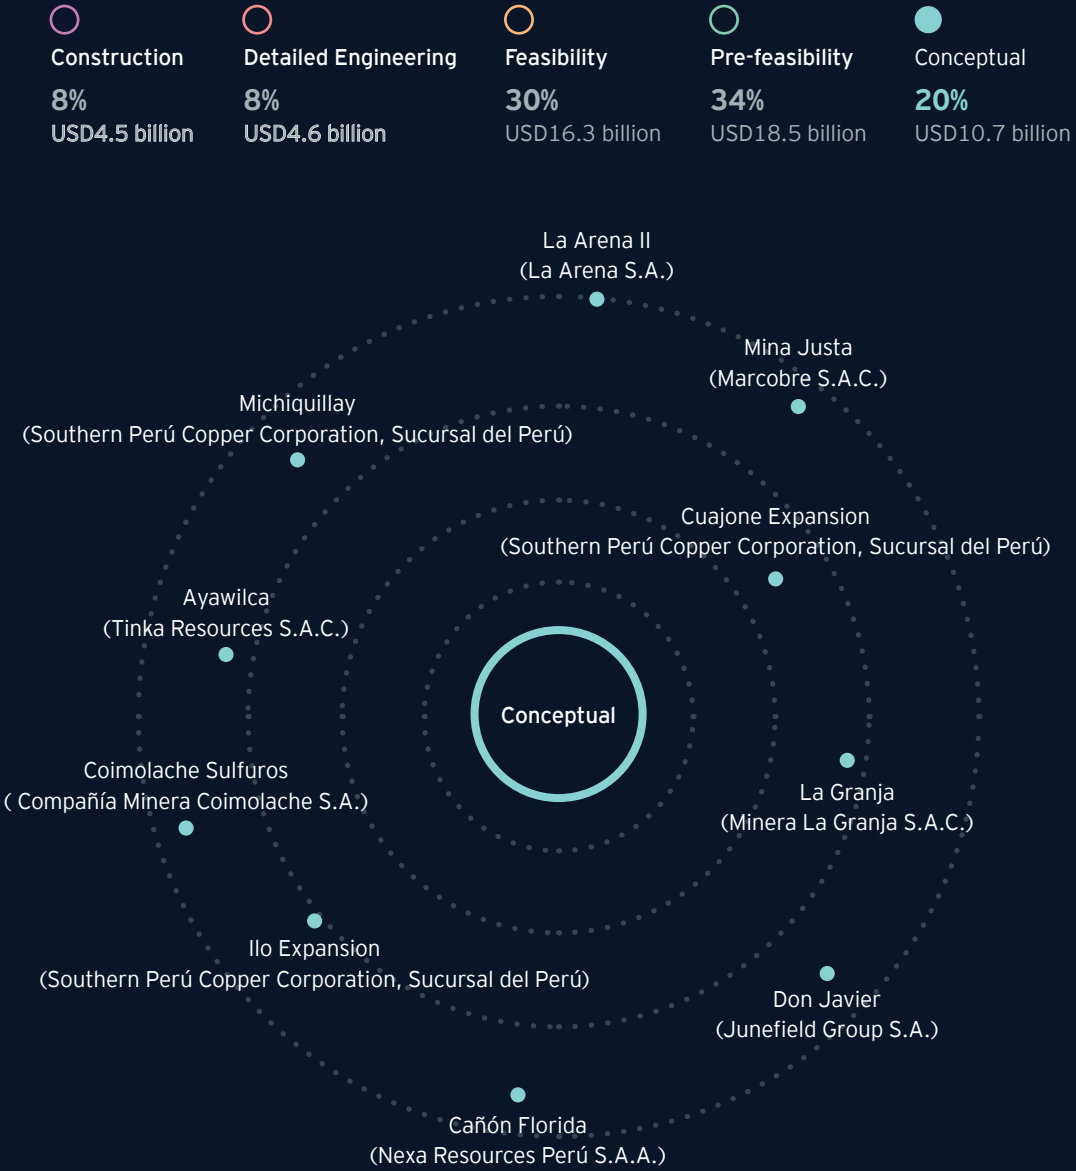 Construction
8%
USD4.5 billion
Detailed Engineering
8%
USD4.6 billion
Feasibility
30%
USD16.3 billion
Pre-feasibility
34%
USD18.5 billion
Conceptual
20%
USD10.7 billion
La Arena II
(La Arena S.A.)
Mina Justa
(Marcobre S.A.C.)
Michiquillay
(Southern Perú Copper Corporation, Sucursal del Perú)
Cuajone Expansion
(Southern Perú Copper Corporation, Sucursal del Perú)
Ayawilca
(Tinka Resources S.A.C.)
Conceptual
Coimolache Sulfuros
( Compañía Minera Coimolache S.A.)
La Granja
(Minera La Granja S.A.C.)
Ilo Expansion
(Southern Perú Copper Corporation, Sucursal del Perú)
Don Javier
(Junefield Group S.A.)
Cañón Florida
(Nexa Resources Perú S.A.A.)